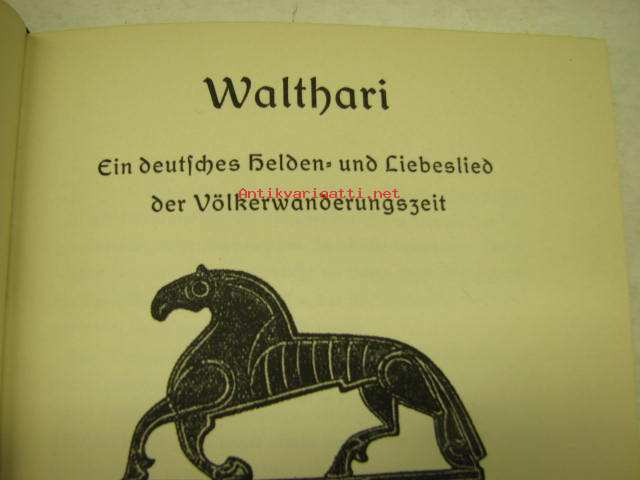 Walthari
Ein deutsches Helden- und Liebeslied
Antikvariaatti.net
der Völkerwanderungszeit